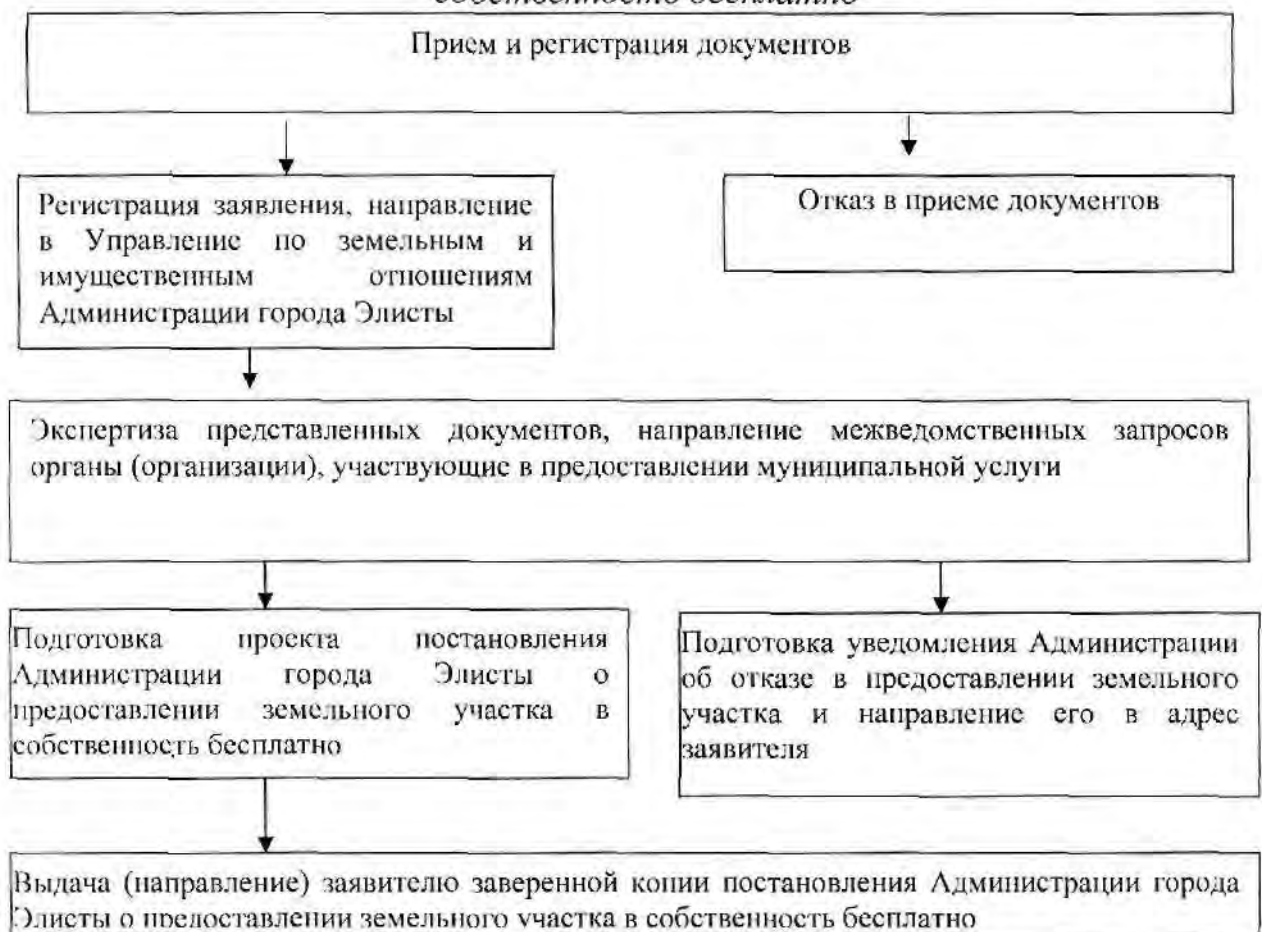 собственность бесплатно
Прием и регистрация документов
Регистрация заявления, направление
в Управление по земельным и
имущественным отношениям
Администрации города Элисты
Отказ в приеме документов
Экспертиза представленных документов, направление межведомственных запросов
органы (организации), участвующие в предоставлении муниципальной услуги
Подготовка проекта постановления
Администрации города Элисты о
предоставлении земельного участка в
собственность бесплатно
Подготовка уведомления Администрации
об отказе в предоставлении земельного
участка и направление его в адрес
заявителя
Выдача (направление) заявителю заверенной копии постановления Администрации города
Элисты о предоставлении земельного участка в собственность бесплатно